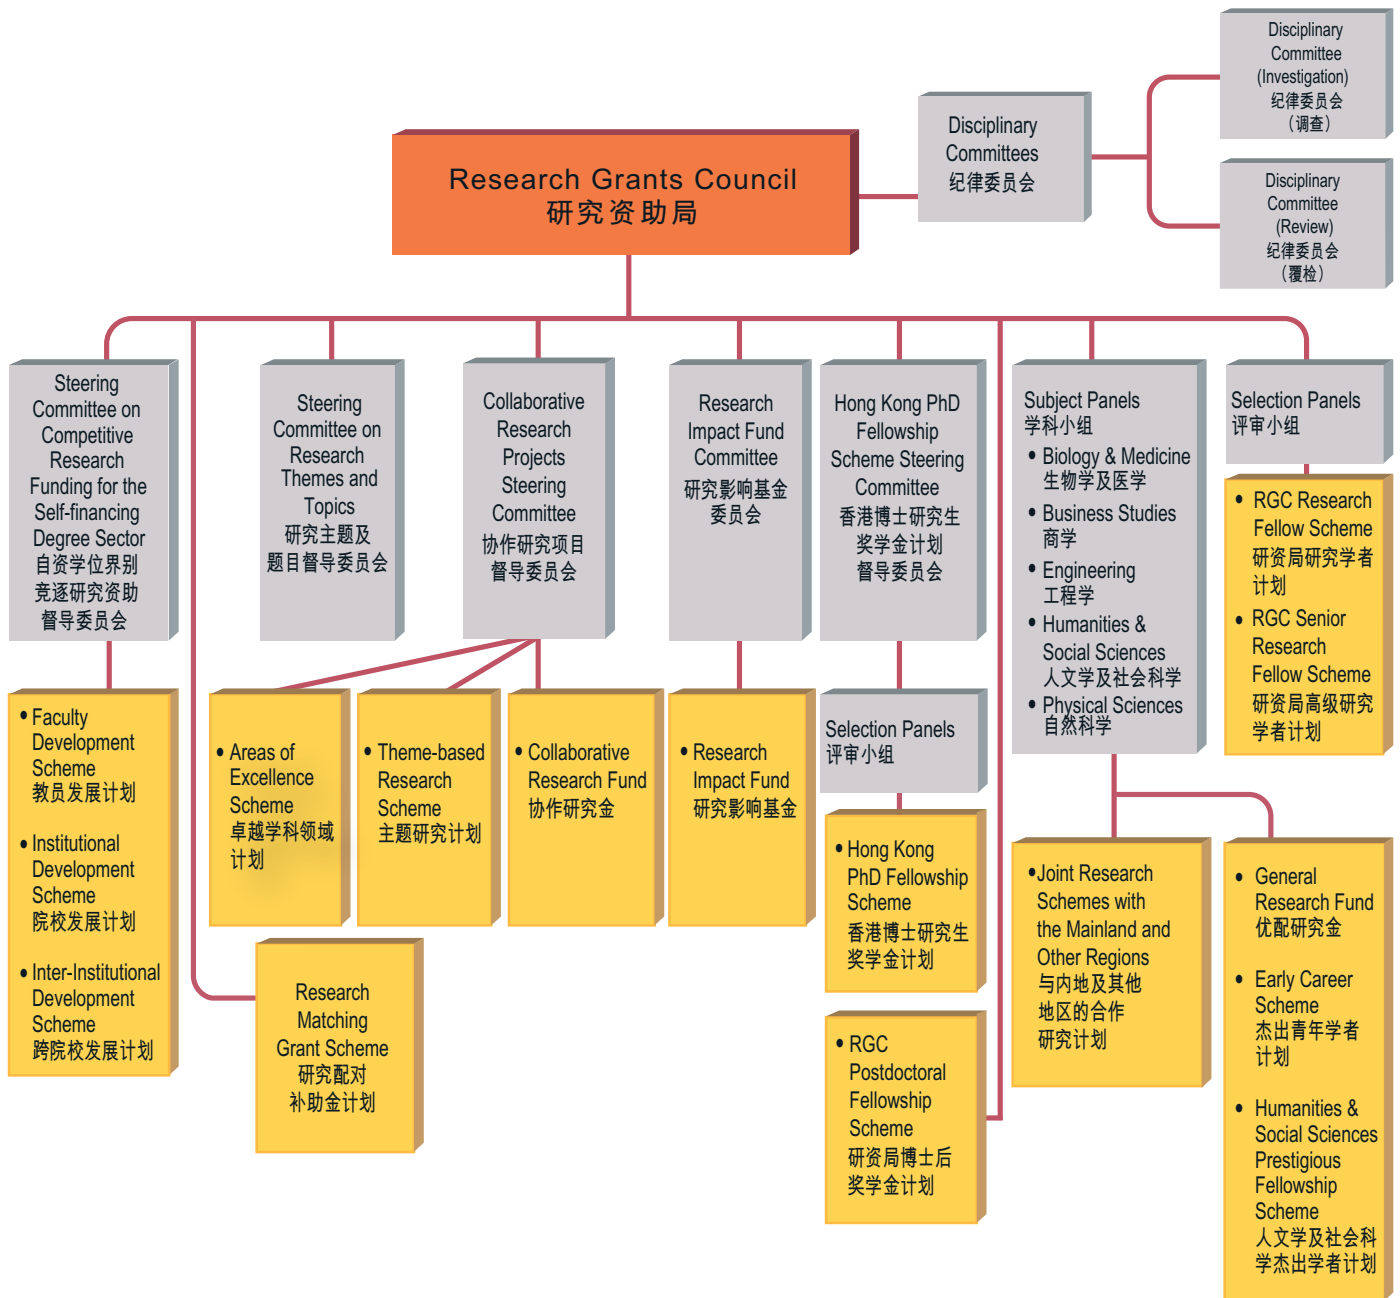 Research Grants Council
研究资助局
Disciplinary
Committees
纪律委员会
Disciplinary
Committee
(Investigation)
纪律委员会
（调查）
Disciplinary
Committee
(Review)
纪律委员会
（覆检）
Steering
Committee on
Competitive
Research
Funding for the
Self-financing
Degree Sector
自资学位界别
竞逐研究资助
督导委员会
Steering
Committee on
Research
Themes and
Topics
研究主题及
题目督导委员会
Collaborative
Research
Projects
Steering
Committee
协作研究项目
督导委员会
Research
Impact Fund
Committee
研究影响基金
委员会
Hong Kong PhD
Fellowship
Scheme Steering
Committee
香港博士研究生
奖学金计划
督导委员会
Subject Panels
学科小组
• Biology & Medicine
生物学及医学
• Business Studies
商学
• Engineering
工程学
• Humanities &
Social Sciences
人文学及社会科学
• Physical Sciences
自然科学
Selection Panels
评审小组
• RGC Research
Fellow Scheme
研资局研究学者
计划
• RGC Senior
Research
Fellow Scheme
研资局高级研究
学者计划
• Faculty
Development
Scheme
教员发展计划
• Institutional
Development
Scheme
院校发展计划
• Inter-Institutional
Development
Scheme
跨院校发展计划
• Areas of
Excellence
Scheme
卓越学科领域
计划
• Theme-based
Research
Scheme
主题研究计划
• Collaborative
Research Fund
协作研究金
• Research
Impact Fund
研究影响基金
Selection Panels
评审小组
• Hong Kong
PhD Fellowship
Scheme
香港博士研究生
奖学金计划
• RGC
Postdoctoral
Fellowship
Scheme
研资局博士后
奖学金计划
Research
Matching
Grant Scheme
研究配对
补助金计划
•Joint Research
Schemes with
the Mainland and
Other Regions
与内地及其他
地区的合作
研究计划
• General
Research Fund
优配研究金
• Early Career
Scheme
杰出青年学者
计划
• Humanities &
Social Sciences
Prestigious
Fellowship
Scheme
人文学及社会科
学杰出学者计划